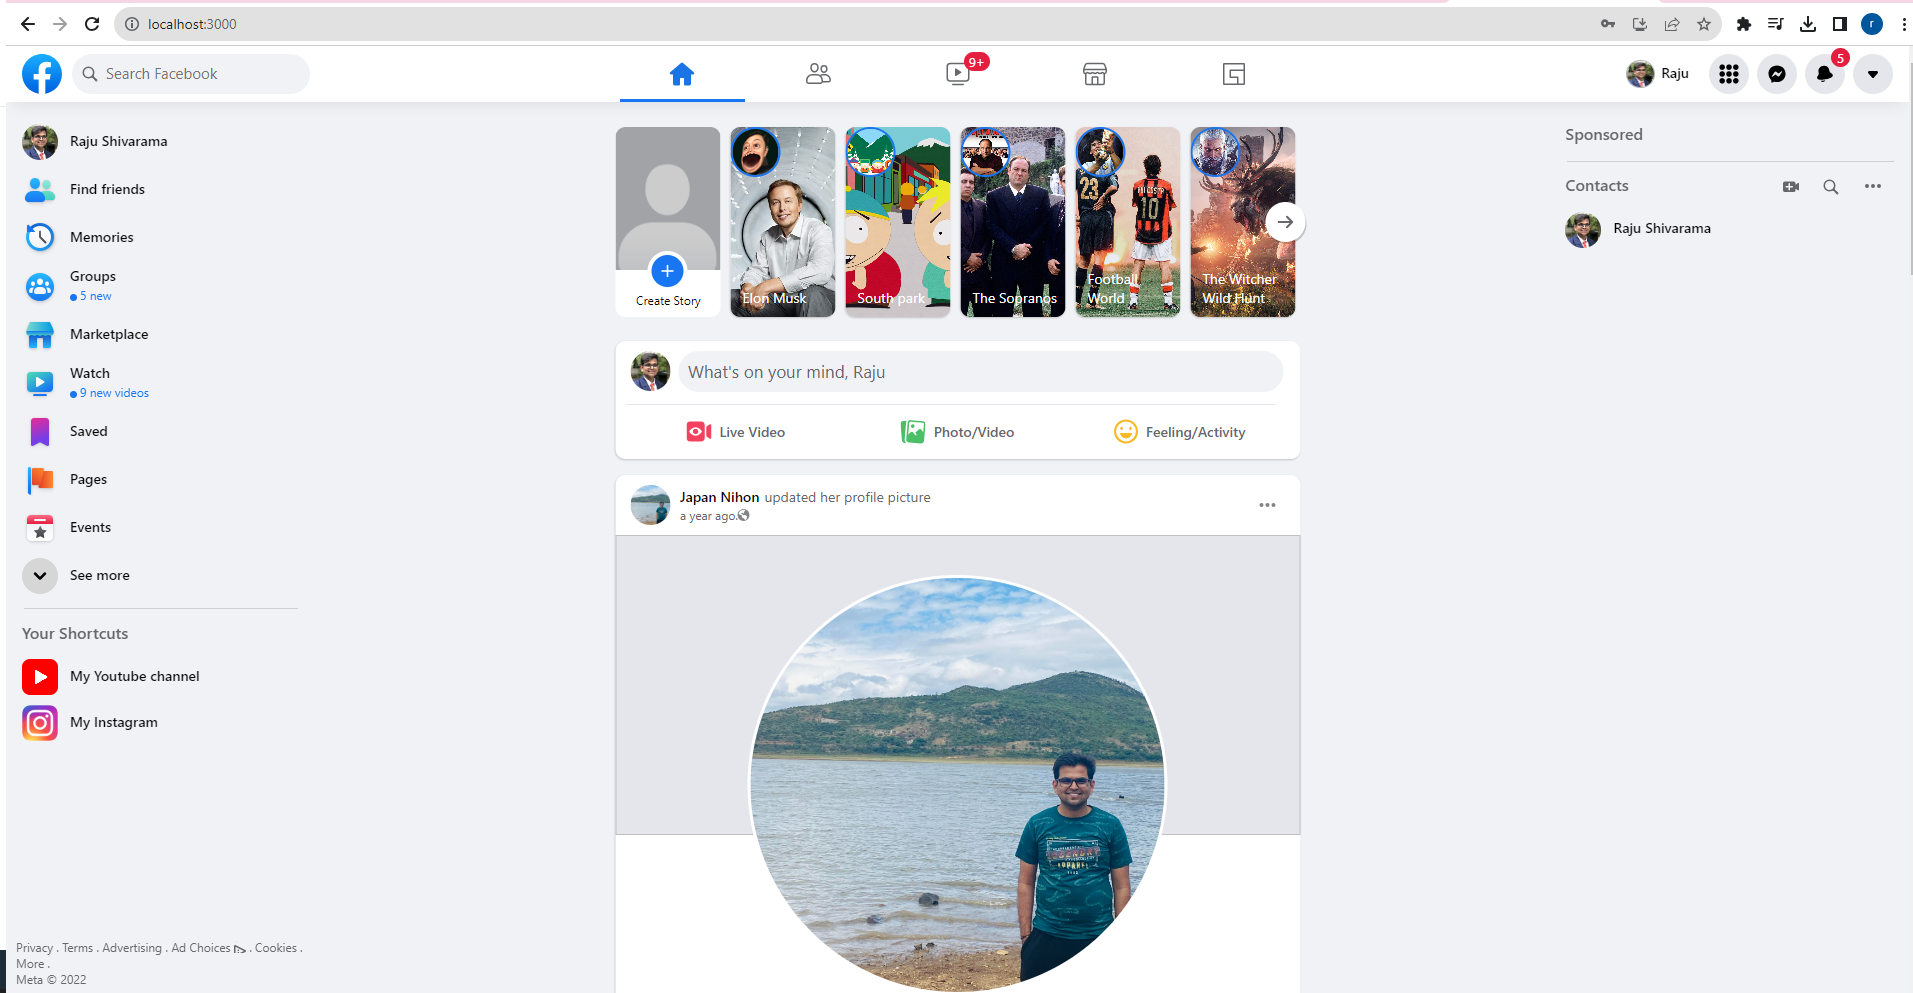 localhost:3000
r
Search Facebook
9+
Raju
5
Raju Shivarama
Find friends
Memories
Groups
5 new
Marketplace
Watch
9 new videos
Saved
Pages
Events
See more
Your Shortcuts
My Youtube channel
My Instagram
Privacy . Terms . Advertising . Ad Choices . Cookies .
More .
Meta © 2022
Create Story
Elon Musk
South park
The Sopranos
23
10
Football
World
The Witcher
Wild Hunt
What's on your mind, Raju
Live Video
Photo/Video
Feeling/Activity
Japan Nihon updated her profile picture
a year ago.
APPAREL
Sponsored
Contacts
Raju Shivarama